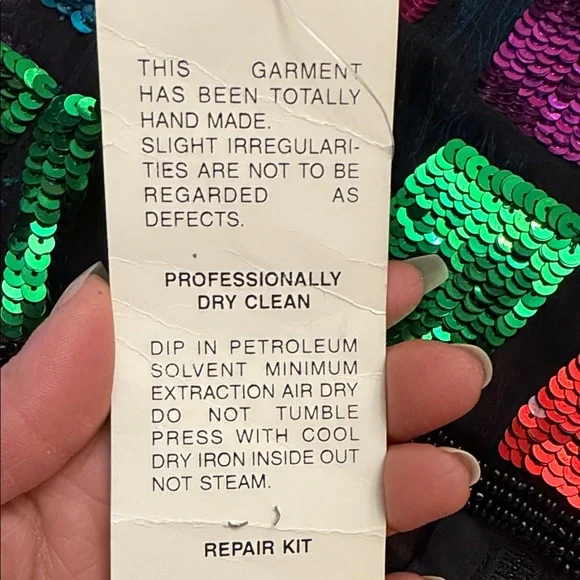 THIS GARMENT
HAS BEEN TOTALLY
HAND MADE.
SLIGHT IRREGULARI-
TIES ARE NOT TO BE
REGARDED AS
DEFECTS.
PROFESSIONALLY
DRY CLEAN
DIP IN PETROLEUM
SOLVENT MINIMUM
EXTRACTION AIR DRY
DO NOT TUMBLE
PRESS WITH COOL
DRY IRON INSIDE OUT
NOT STEAM.
REPAIR KIT